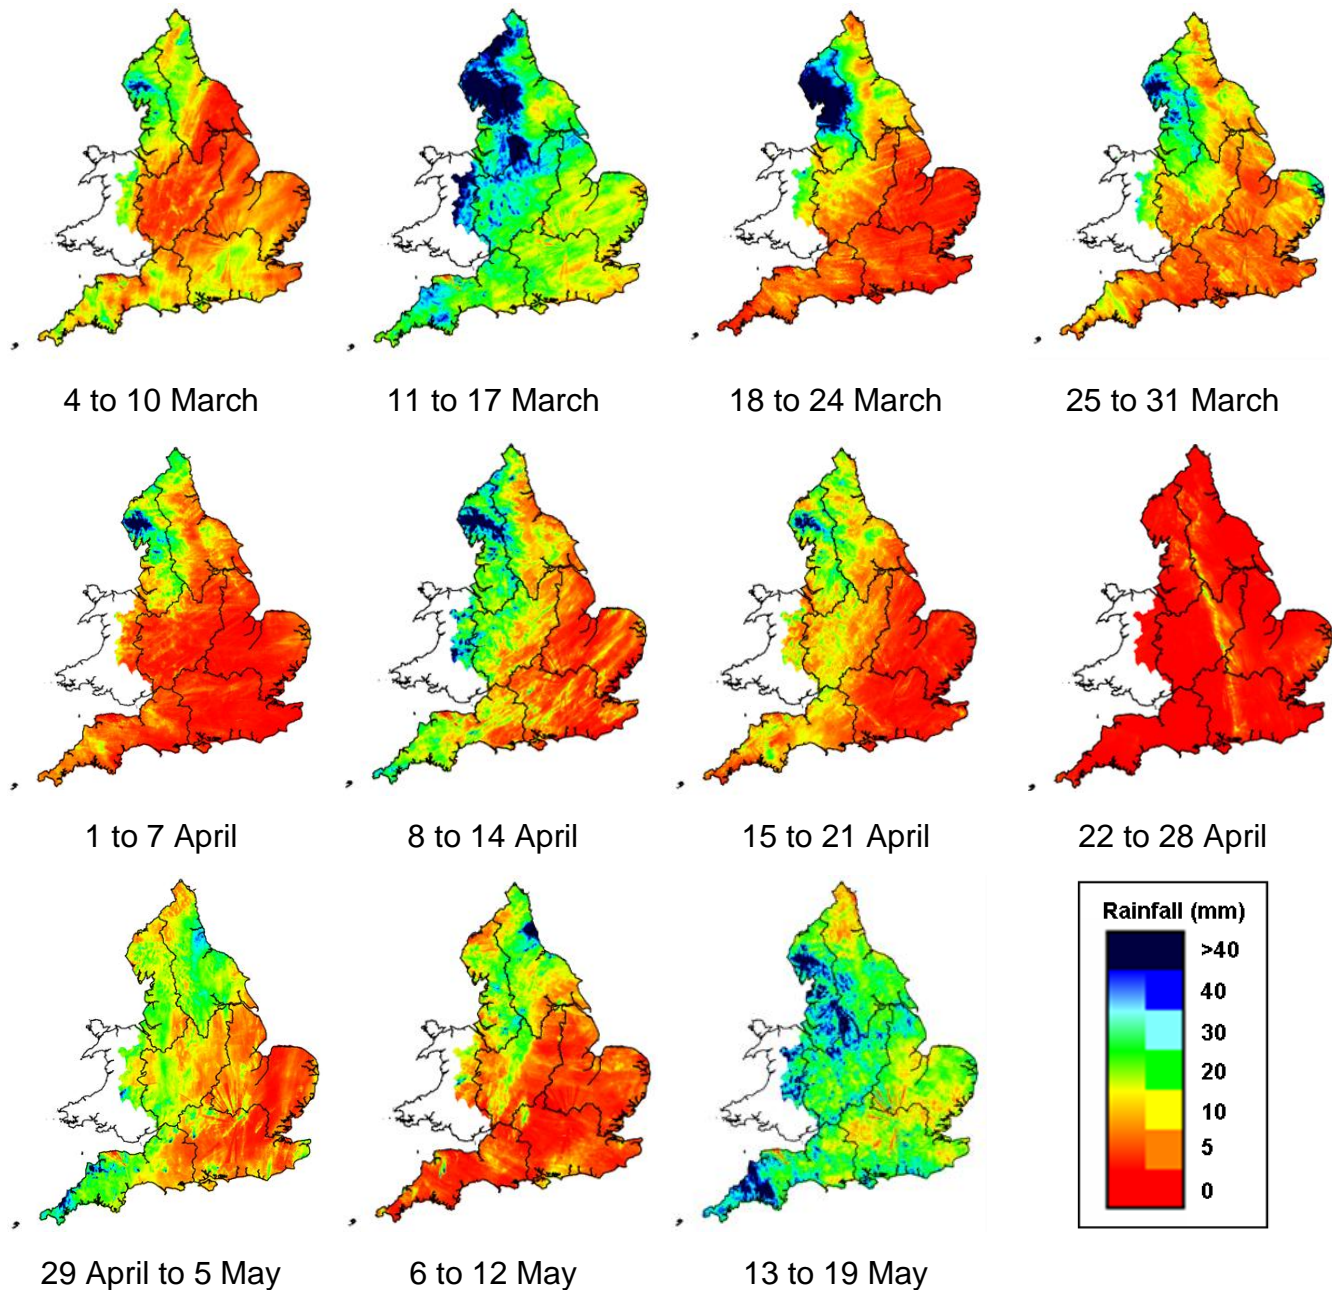 4 to 10 March
11 to 17 March
18 to 24 March
25 to 31 March
1 to 7 April
8 to 14 April
15 to 21 April
22 to 28 April
Rainfall (mm)
>40
40
30
20
10
5
0
29 April to 5 May
6 to 12 May
13 to 19 May